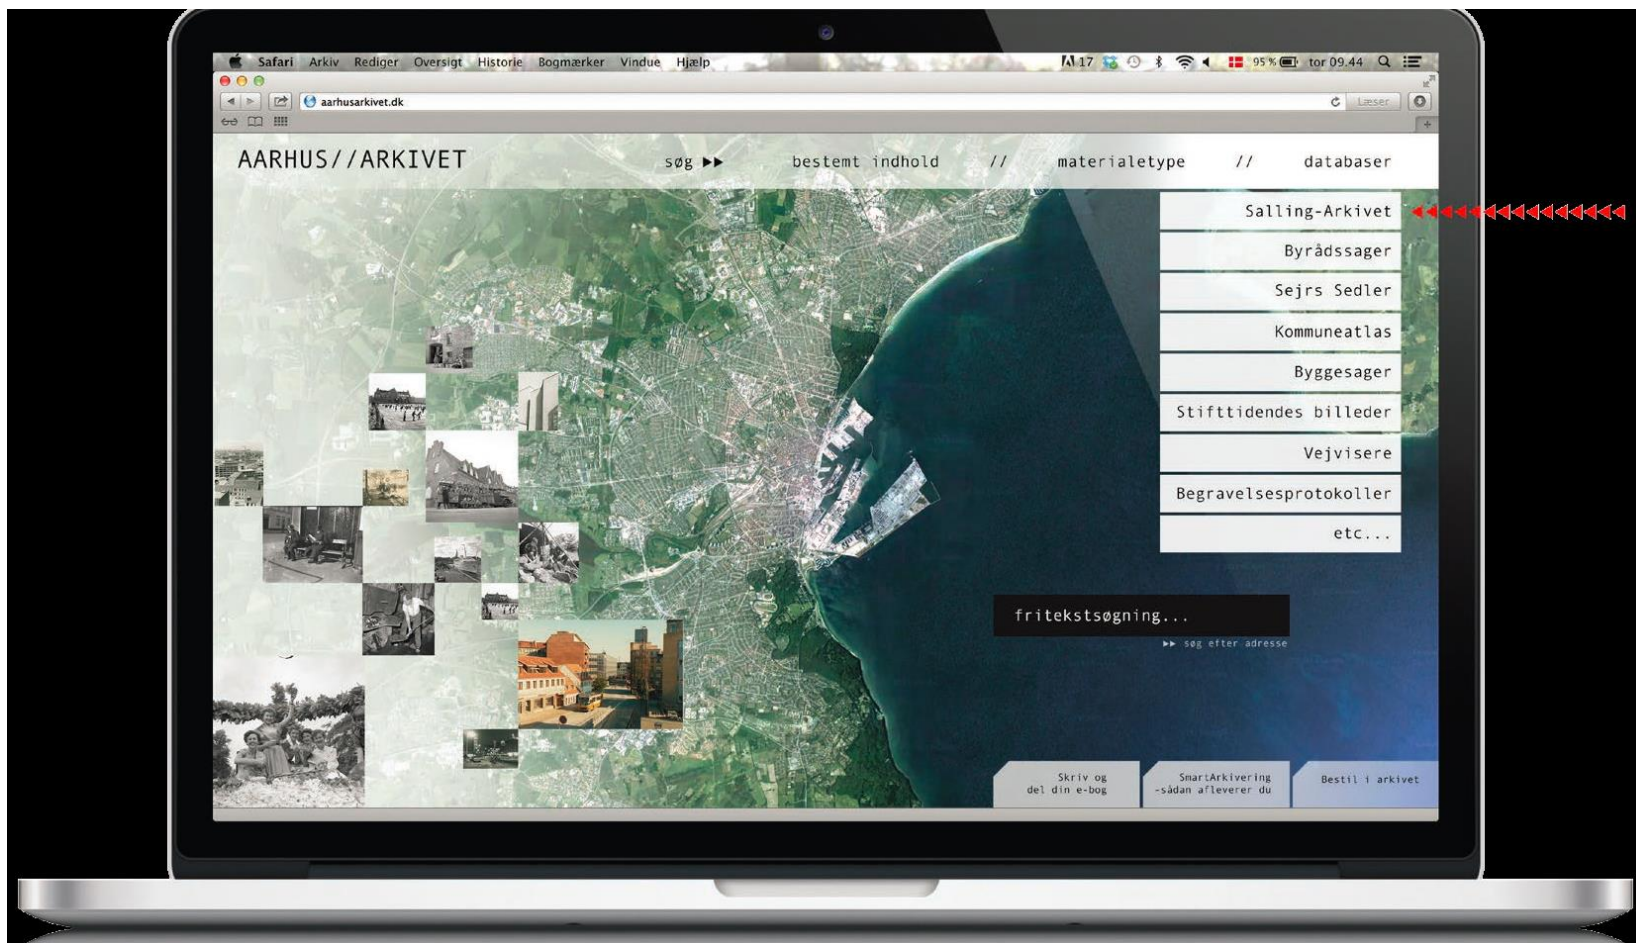 Safari Arkiv Rediger Oversigt Historie Bogmærker Vindue Hjælp 17 95 % tor 09.44
aarhusarkivet.dk Læser
AARHUS//ARKIVET søg ▶▶ bestemt indhold // materialetype // databaser
Salling-Arkivet
Byrådssager
Sejrs Sedler
Kommuneatlas
Byggesager
Stifttidendes billeder
Vejvisere
Begravelsesprotokoller
etc...
fritekstsøgning...
▶▶ søg efter adresse
Skriv og
del din e-bog
SmartArkivering
-sådan afleverer du
Bestil i arkivet